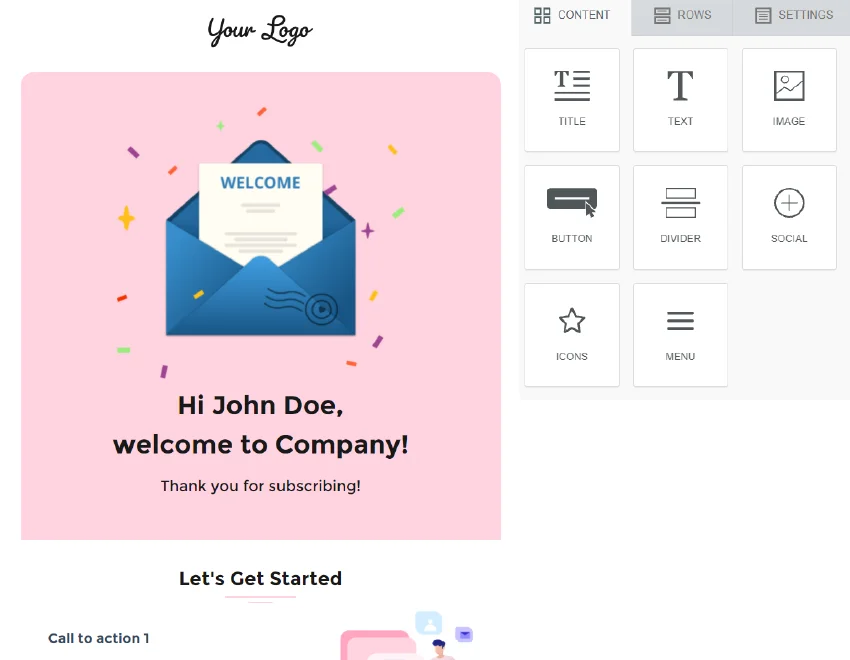 Your Logo
WELCOME
Hi John Doe,
welcome to Company!
Thank you for subscribing!
Let's Get Started
Call to action 1
CONTENT
ROWS
SETTINGS
TITLE
TEXT
IMAGE
BUTTON
DIVIDER
SOCIAL
ICONS
MENU